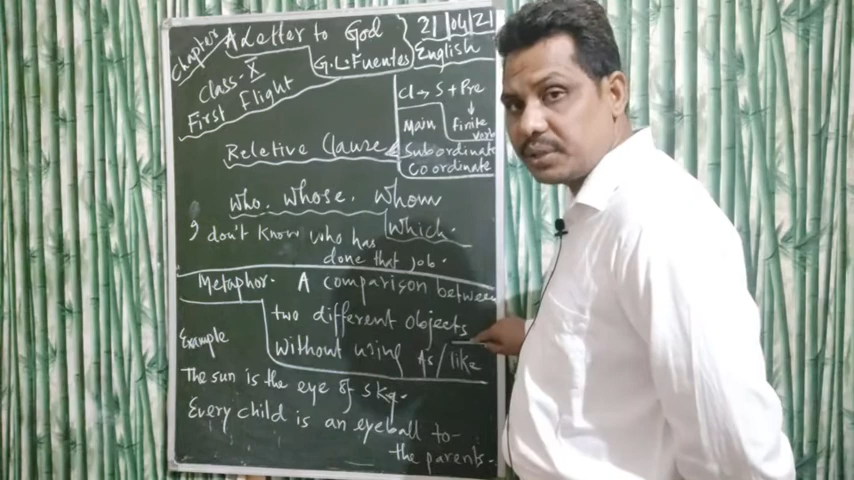 Chapter A Letter to God
21/04/21
G.L. Fuentes
English
Class. X
First Flight
Cl → S + Pre
Main
Finite
verb
Reletive Clause
Subordinate
Coordinate
Who, Whose, Whom
Which.
I don't know who has
done that job.
Metaphor. A comparison between
two different objects
Without using As/like
Example
The sun is the eye of sky.
Every child is an eyeball to
the parents.